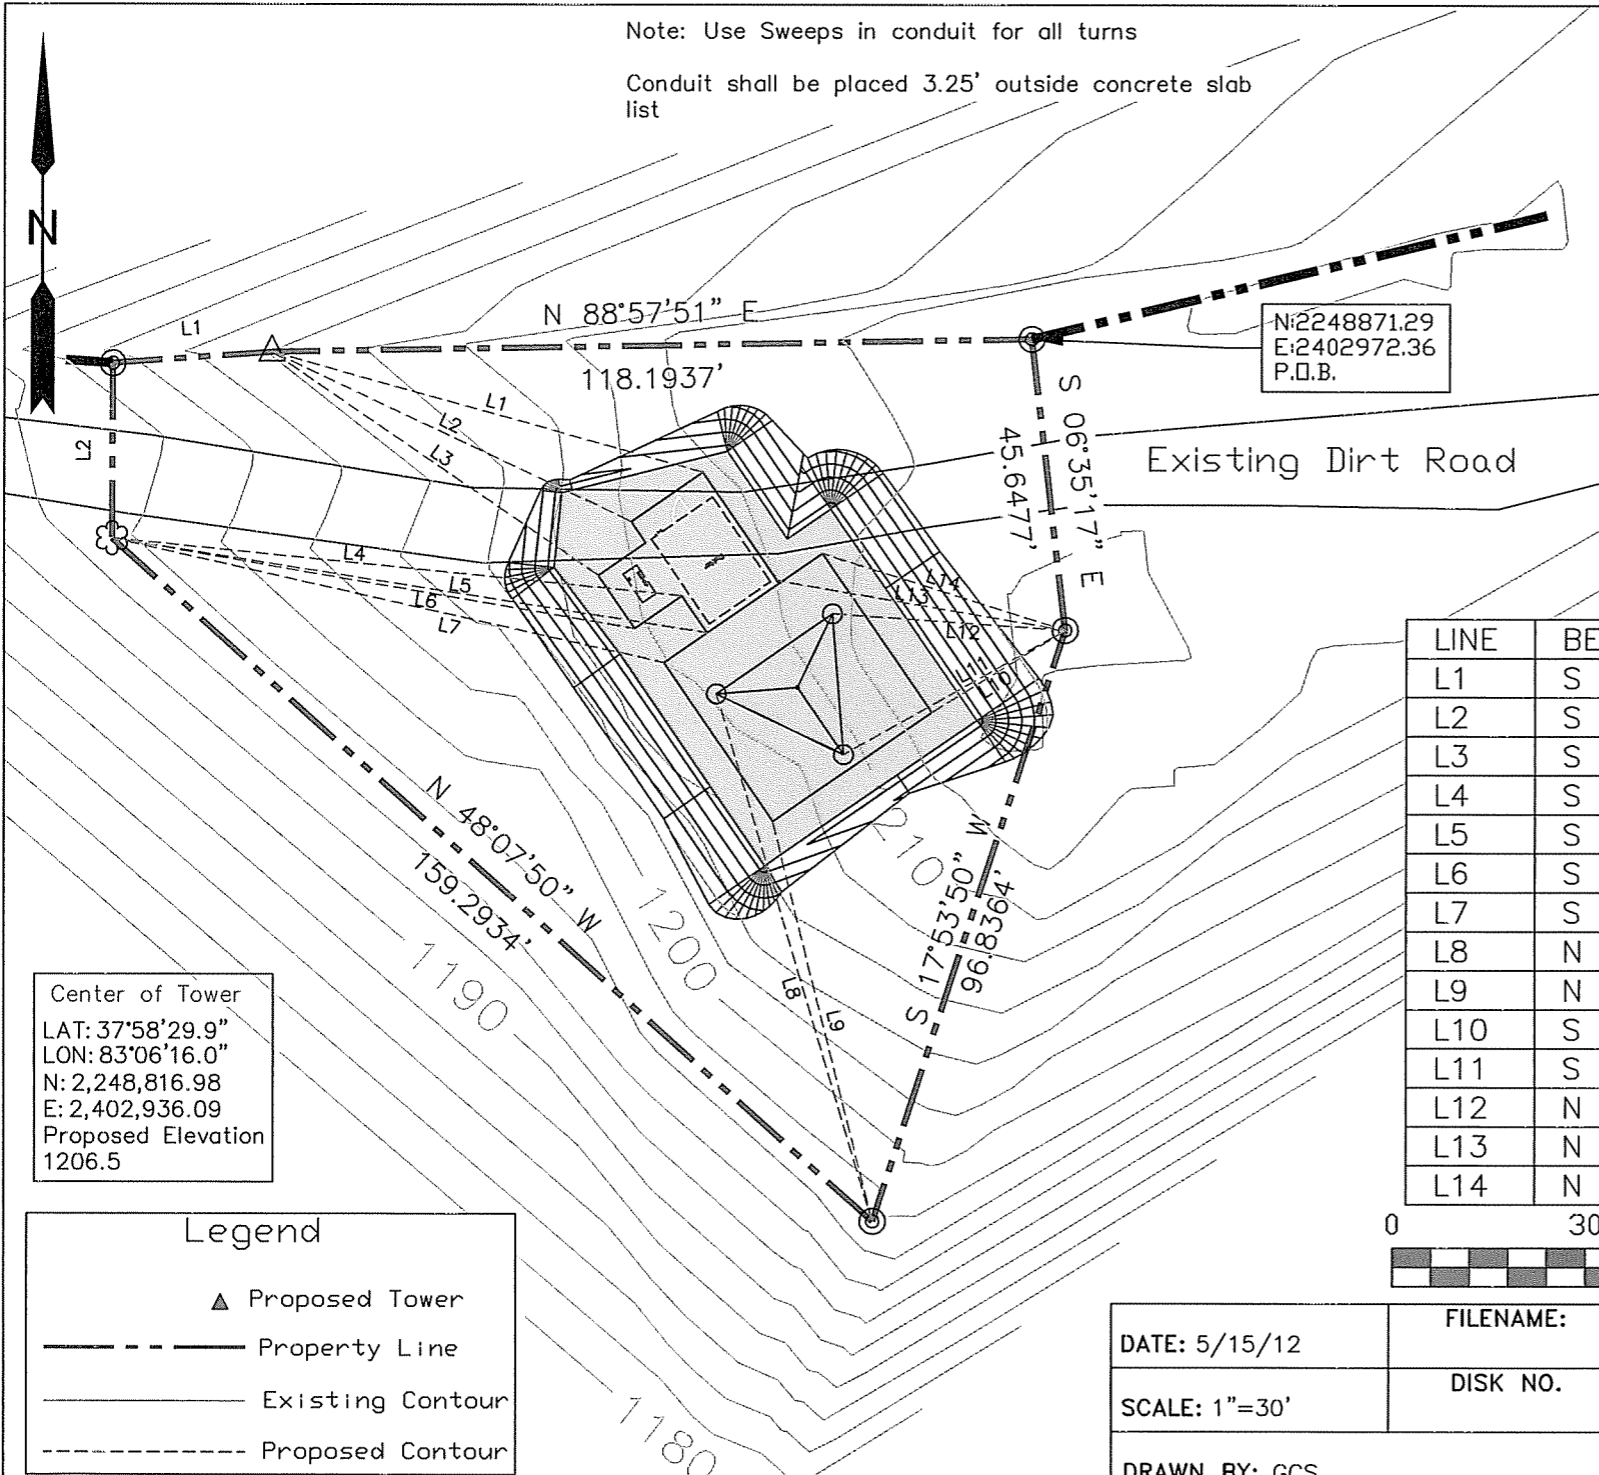 Note: Use Sweeps in conduit for all turns
Conduit shall be placed 3.25' outside concrete slab
list
N
L1
N 88°57'51" E
118.1937'
N:2248871.29
E:2402972.36
P.O.B.
L2
L1
L2
L3
S 06°35'17" E
45.6477'
Existing Dirt Road
L4
L5
L6
L7
L14
L13
L12
L11
L10
N 48°07'50" W
159.2934'
S 17°53'50" W
96.8364'
210
1200
1190
1180
L8
L9
Center of Tower
LAT: 37°58'29.9"
LON: 83°06'16.0"
N: 2,248,816.98
E: 2,402,936.09
Proposed Elevation
1206.5
LINE BE
L1 S
L2 S
L3 S
L4 S
L5 S
L6 S
L7 S
L8 N
L9 N
L10 S
L11 S
L12 N
L13 N
L14 N
0 30
Legend
Proposed Tower
Property Line
Existing Contour
Proposed Contour
DATE: 5/15/12
FILENAME:
SCALE: 1"=30'
DISK NO.
DRAWN BY: GCS